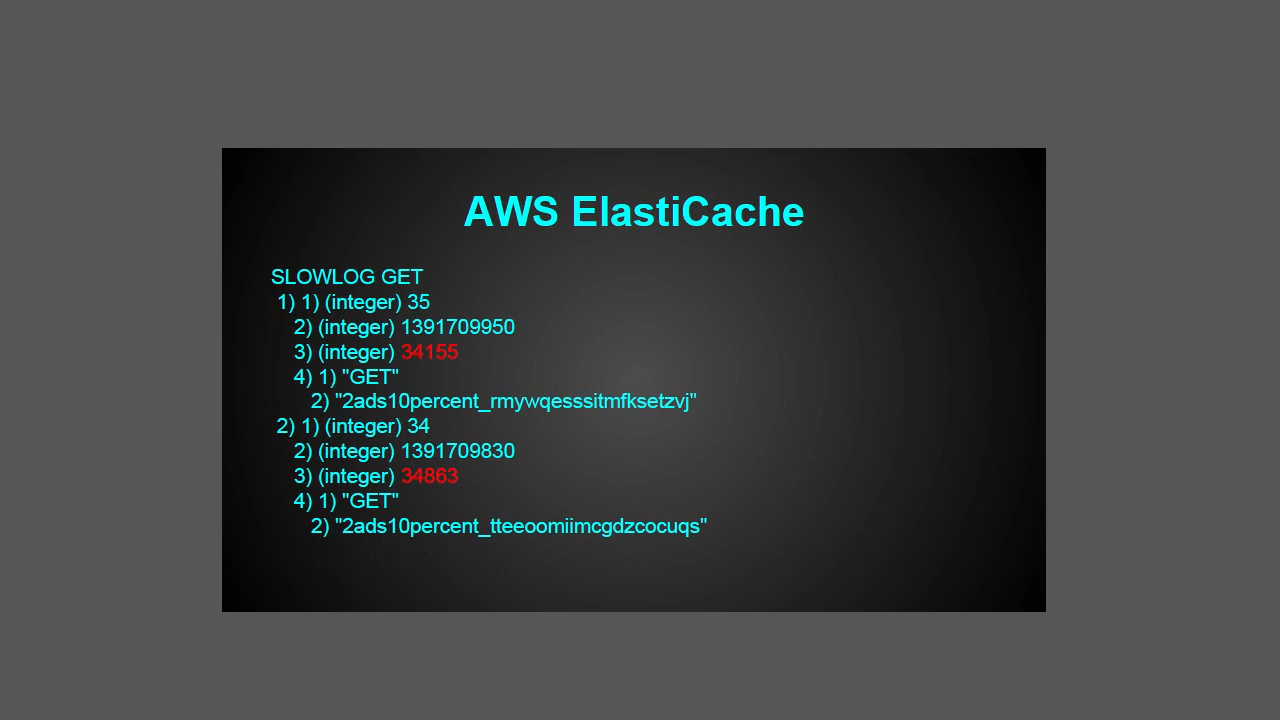 AWS ElastiCache
SLOWLOG GET
1) 1) (integer) 35
2) (integer) 1391709950
3) (integer) 34155
4) 1) "GET"
2) "2ads10percent_rmywqesssitmfksetzvj"
2) 1) (integer) 34
2) (integer) 1391709830
3) (integer) 34863
4) 1) "GET"
2) "2ads10percent_tteeoomiimcgdzcocuqs"